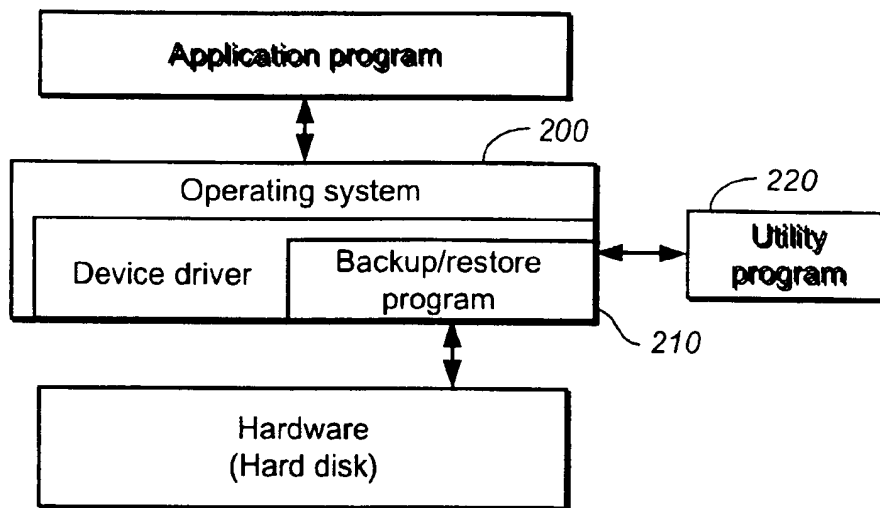 Application program
200
Operating system
220
Utility
program
Device driver
Backup/restore
program
210
Hardware
(Hard disk)